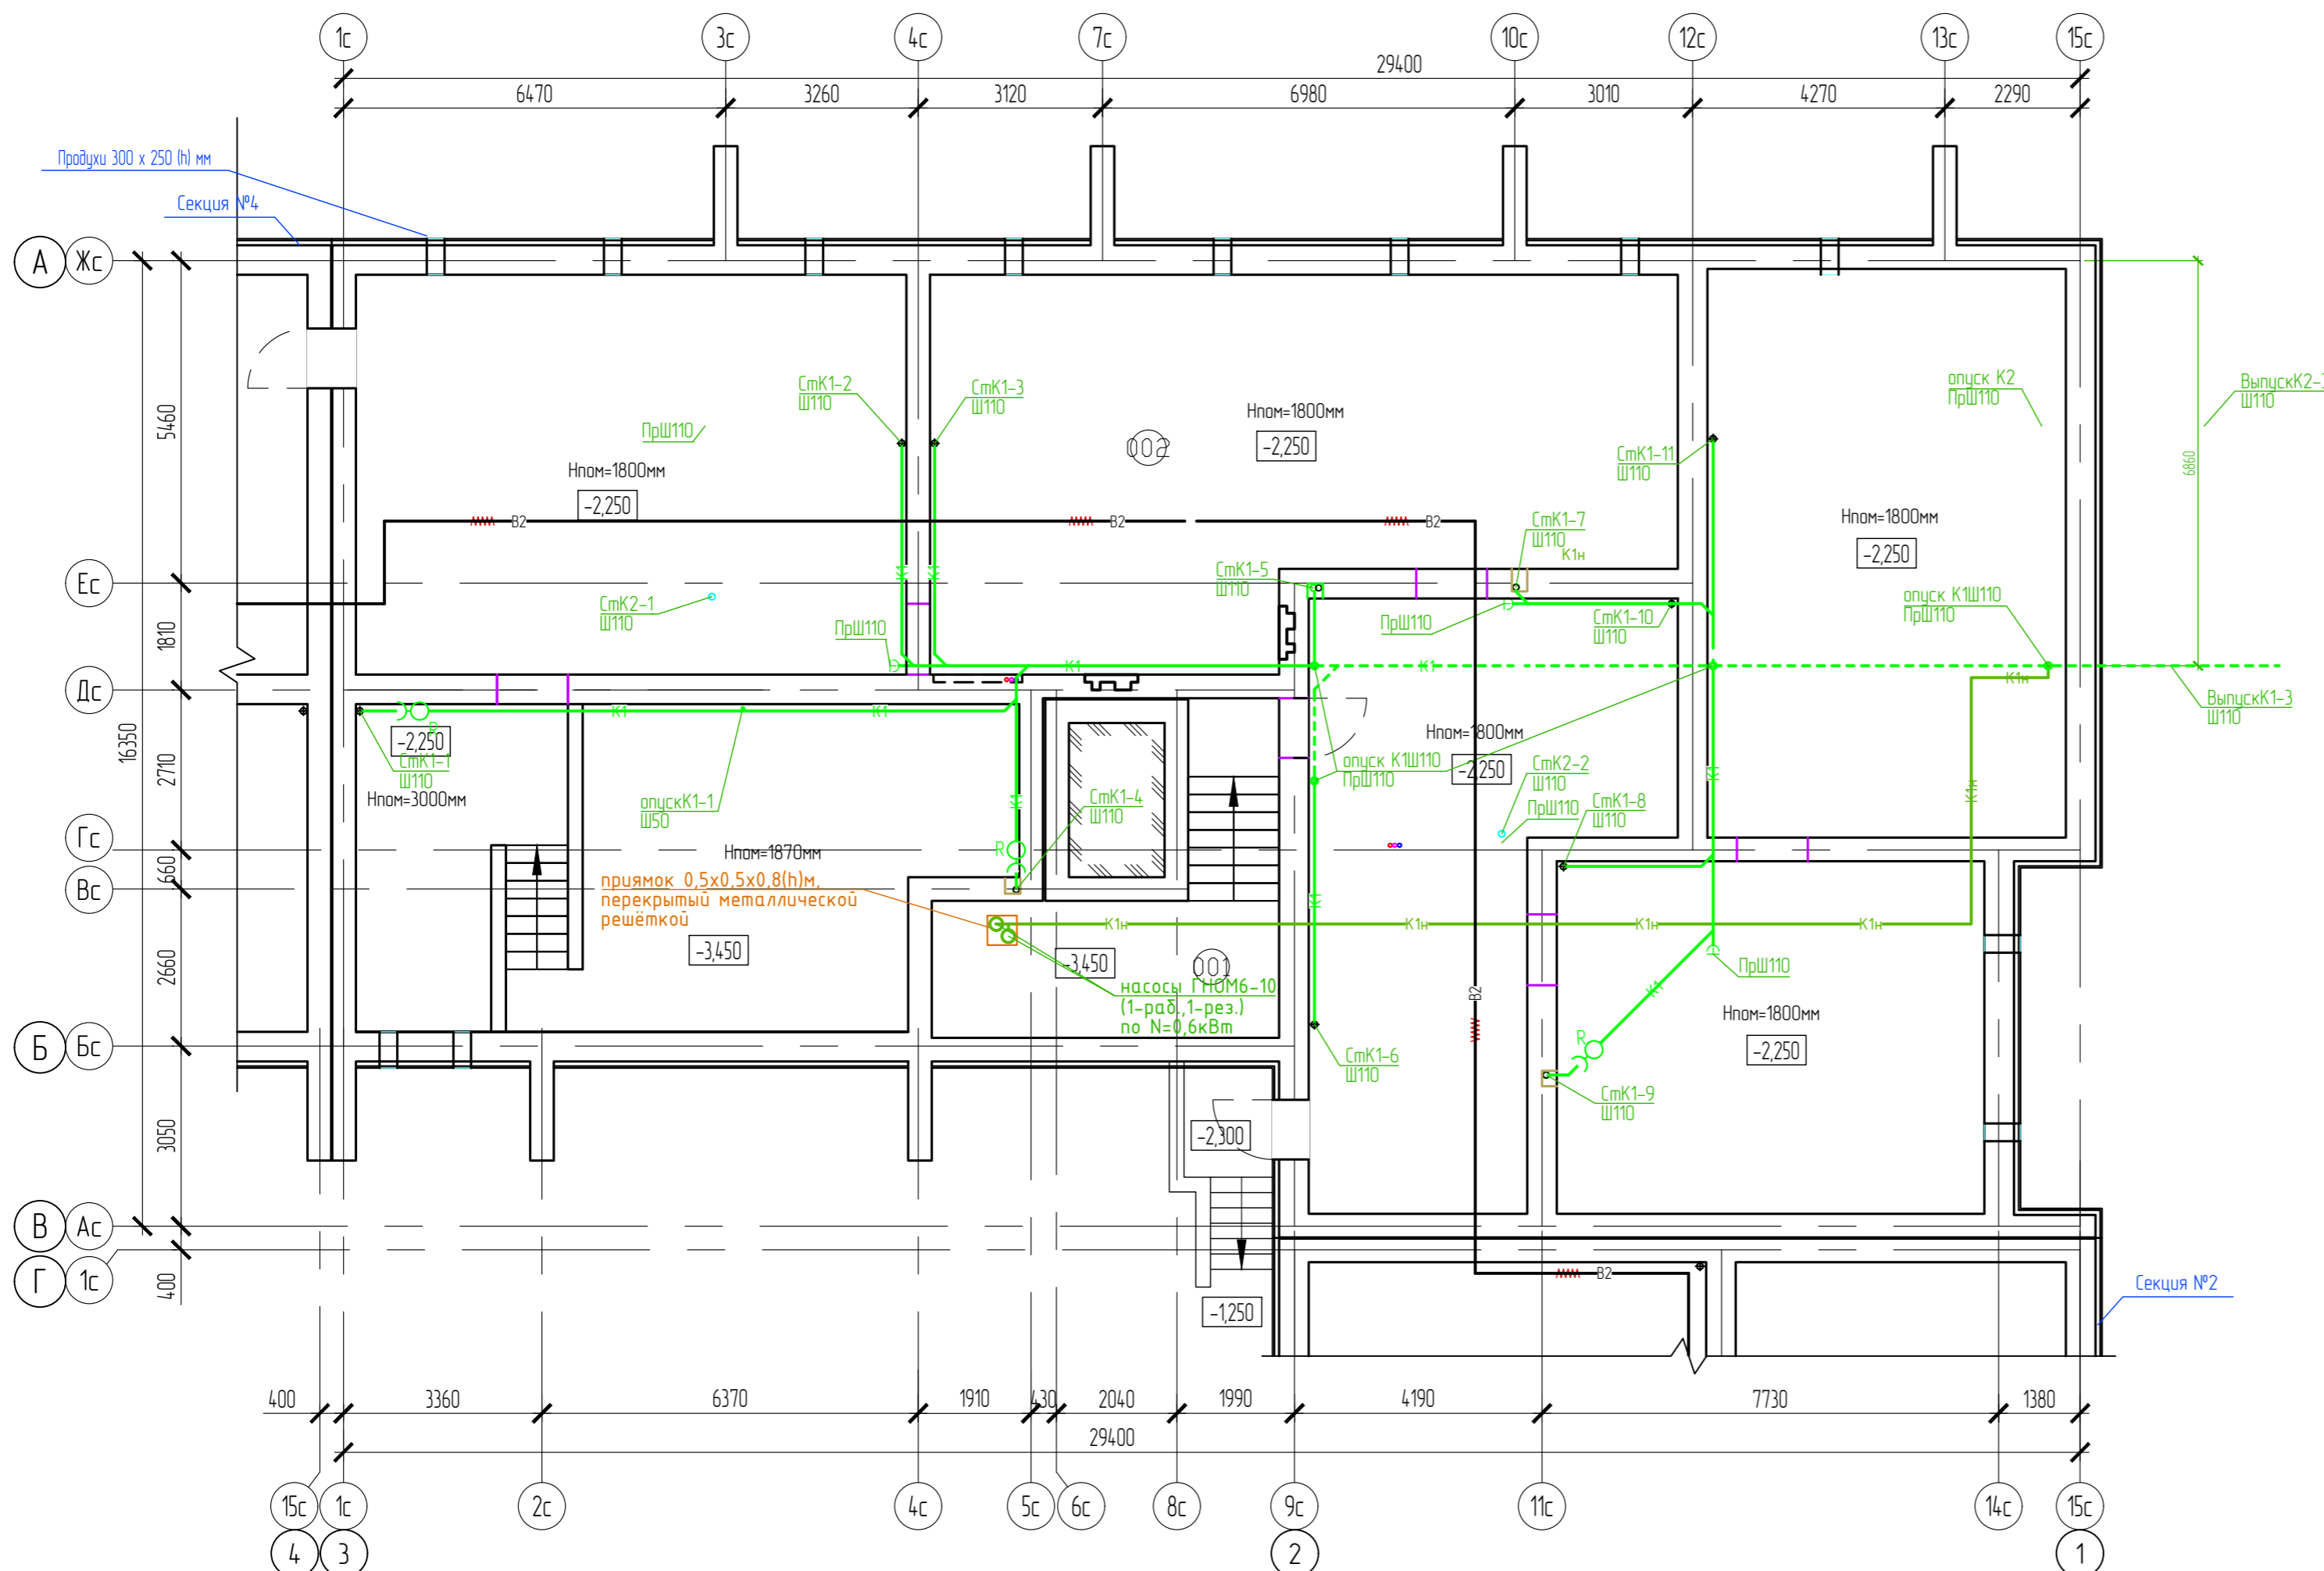 1с
3с
4с
7с
10с
12с
13с
15с
29400
6470
3260
3120
6980
3010
4270
2290
Продухи 300 х 250 (h) мм
Секция №4
А
Жс
СтК1-2
Ш110
СтК1-3
Ш110
опуск К2
ПрШ110
Ш110
Нпом=1800мм
-2,250
002
ПрШ110
Нпом=1800мм
-2,250
СтК1-11
Ш110
6860
5460
В2
В2
В2
СтК1-7
Ш110
К1н
Нпом=1800мм
-2,250
Ес
К1
К1
СтК1-5
Ш110
СтК2-1
Ш110
ПрШ110
ПрШ110
СтК1-10
Ш110
опуск К1Ш110
ПрШ110
1810
К1
К1
К1н
Дс
ВыпускК1-3
Ш110
К1
К1
R
-2,250
СтК1-1
Ш110
Нпом=3000мм
16350
2710
опускК1-1
Ш50
К1
СтК1-4
Ш110
Нпом=1800мм
-2,250
опуск К1Ш110
ПрШ110
СтК2-2
Ш110
ПрШ110
СтК1-8
Ш110
К1
К1н
Гс
R
Нпом=1870мм
660
Вс
приямок 0,5х0,5х0,8(h)м,
перекрытый металлической
решёткой
К1
К1н
К1н
К1н
К1н
-3,450
-3,450
001
2660
насосы ГНОМ6-10
(1-раб.,1-рез.)
по N=0,6кВт
В2
К1
ПрШ110
Нпом=1800мм
-2,250
R
Б
Бс
СтК1-6
Ш110
СтК1-9
Ш110
3050
-2,300
В
Ас
Г
1с
400
В2
-1,250
Секция №2
400
3360
6370
1910
430
2040
1990
4190
7730
1380
29400
15с
1с
2с
4с
5с
6с
8с
9с
11с
14с
15с
4
3
2
1